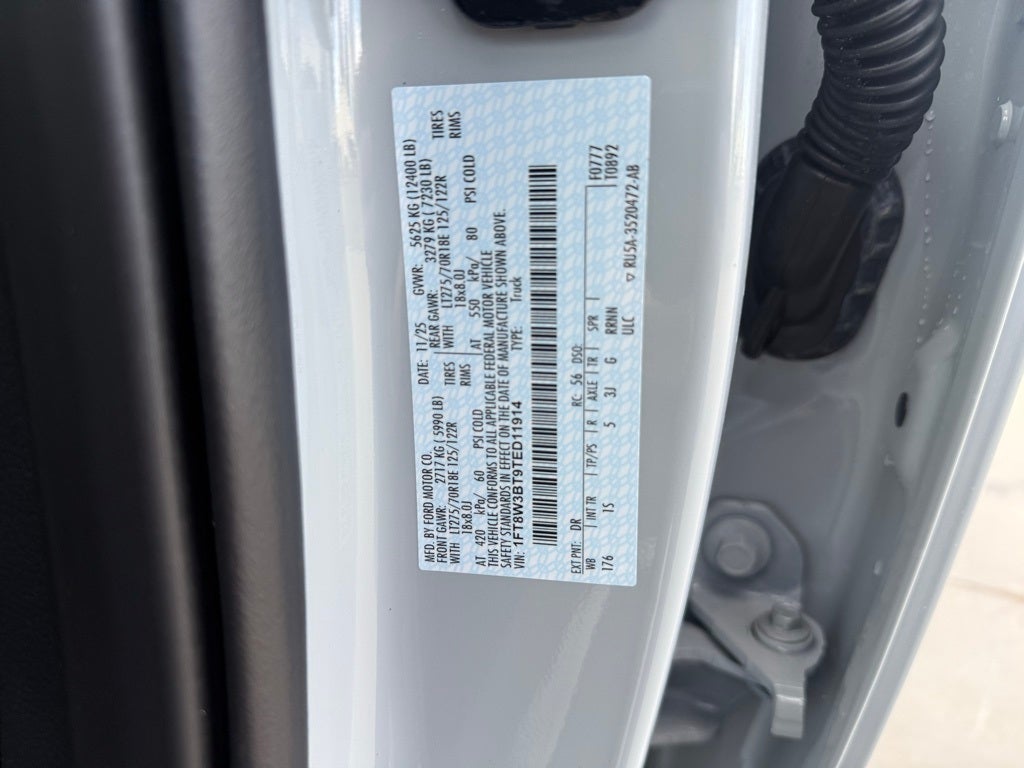 MFD. BY FORD MOTOR CO.
DATE: 11/25 GVWR: 5625 KG (12400 LB)
FRONT GAWR: 2717 KG ( 5990 LB) REAR GAWR: 3279 KG ( 7230 LB)
WITH LT275/70R18E 125/122R TIRES WITH LT275/70R18E 125/122R TIRES
18x8.0J RIMS 18x8.0J RIMS
AT 420 kPa/ 60 PSI COLD AT 550 kPa/ 80 PSI COLD
THIS VEHICLE CONFORMS TO ALL APPLICABLE FEDERAL MOTOR VEHICLE
SAFETY STANDARDS IN EFFECT ON THE DATE OF MANUFACTURE SHOWN ABOVE.
VIN: 1FT8W3BT9TED11914 TYPE: Truck
F0777
T0892
EXT PNT: DR RC: 56 DSO:
WB INT TR TP/PS R AXLE TR SPR
176 TS 5 3J G RRNN
ULC
RU5A-3520472-AB